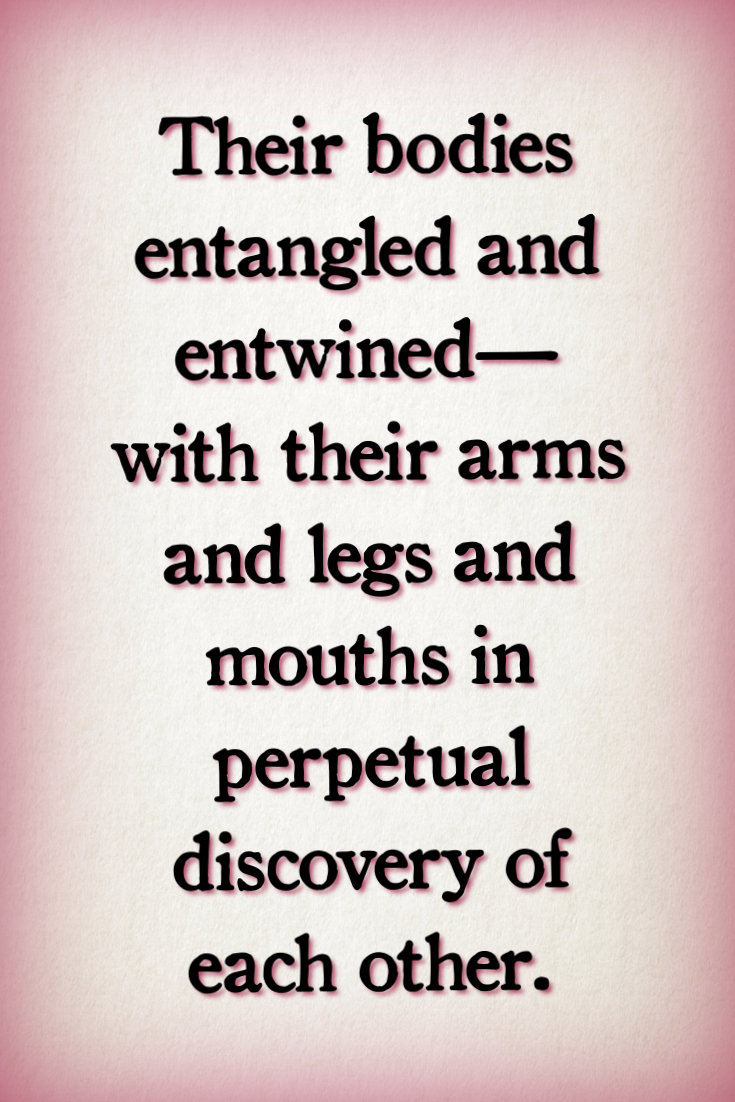 Their bodies
entangled and
entwined—
with their arms
and legs and
mouths in
perpetual
discovery of
each other.